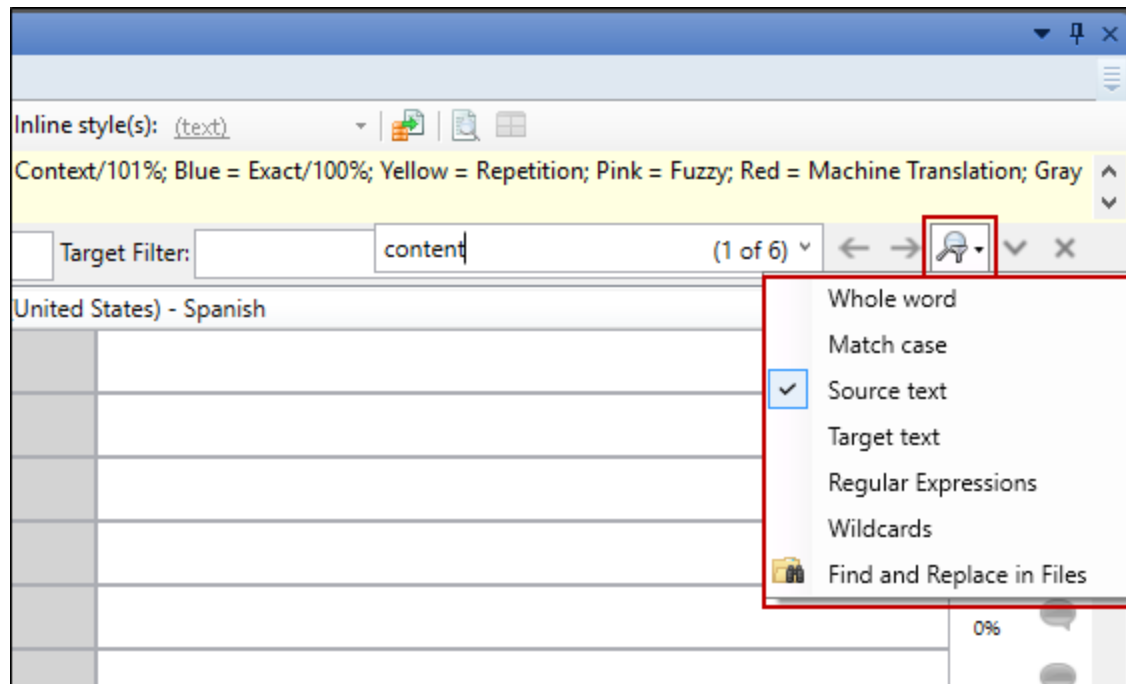 Inline style(s): (text)
Context/101%; Blue = Exact/100%; Yellow = Repetition; Pink = Fuzzy; Red = Machine Translation; Gray
Target Filter: content (1 of 6)
(United States) - Spanish
Whole word
Match case
Source text
Target text
Regular Expressions
Wildcards
Find and Replace in Files
0%